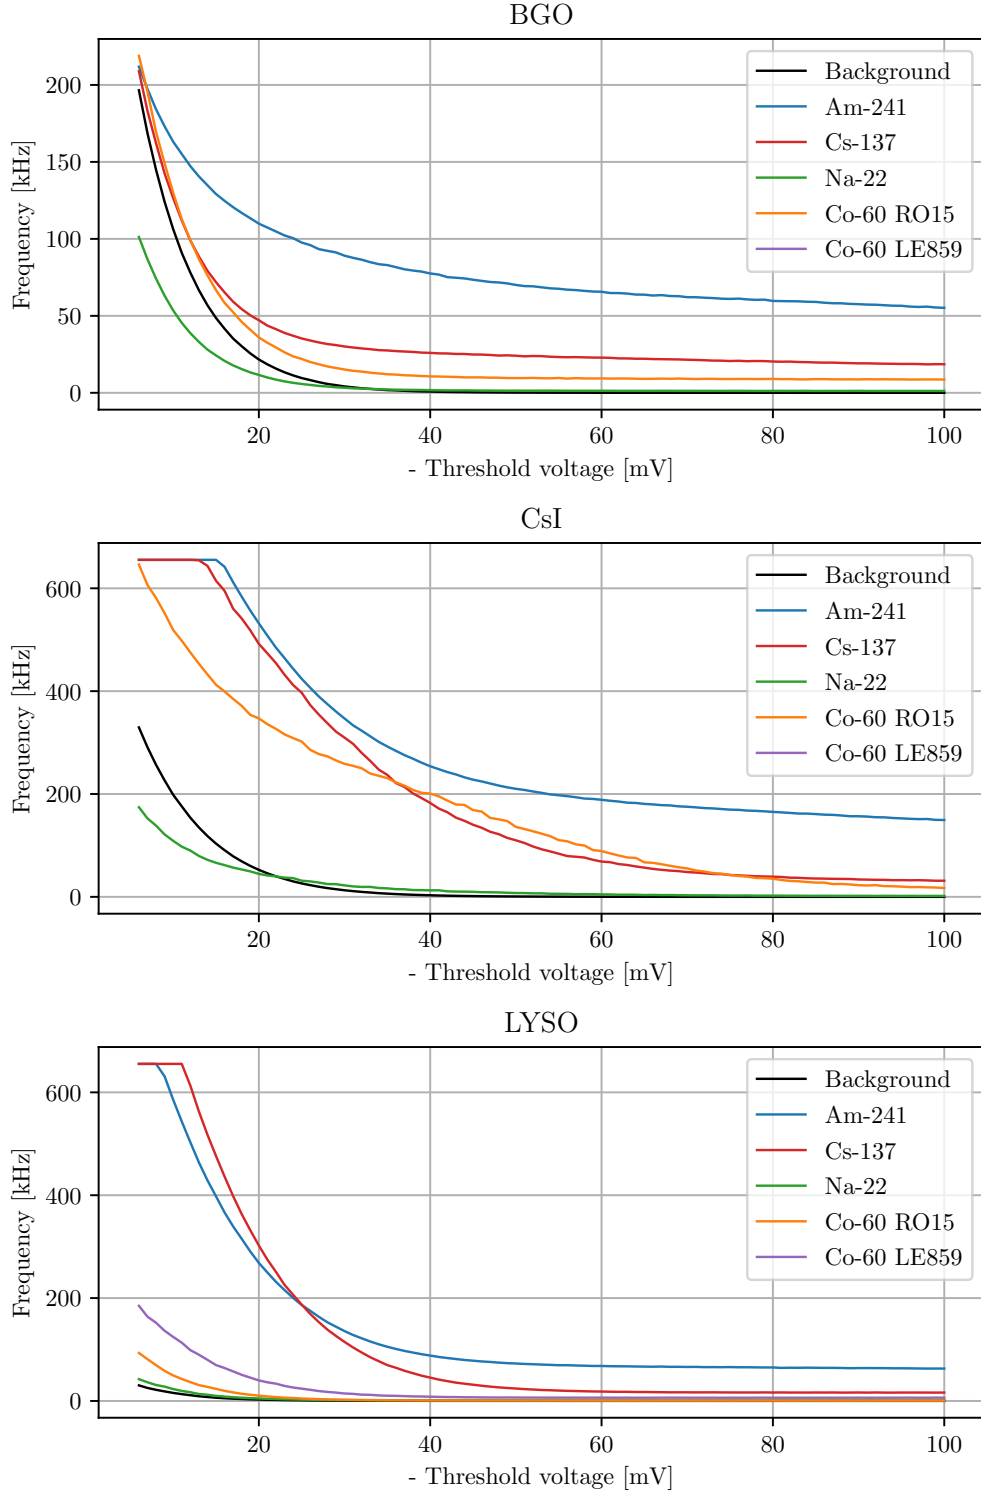 BGO
Frequency [kHz]
200
150
100
50
0
20 40 60 80 100
- Threshold voltage [mV]
Background
Am-241
Cs-137
Na-22
Co-60 RO15
Co-60 LE859
CsI
Frequency [kHz]
600
400
200
0
20 40 60 80 100
- Threshold voltage [mV]
Background
Am-241
Cs-137
Na-22
Co-60 RO15
Co-60 LE859
LYSO
Frequency [kHz]
600
400
200
0
20 40 60 80 100
- Threshold voltage [mV]
Background
Am-241
Cs-137
Na-22
Co-60 RO15
Co-60 LE859